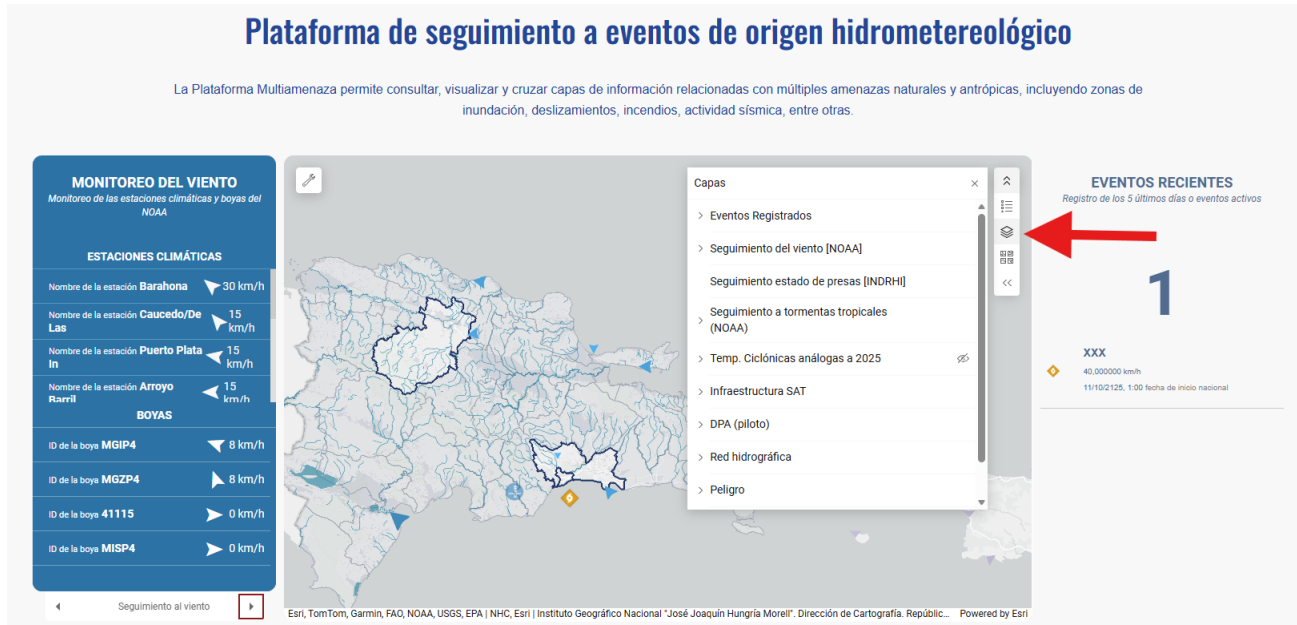 Plataforma de seguimiento a eventos de origen hidrometereológico
La Plataforma Multiamenaza permite consultar, visualizar y cruzar capas de información relacionadas con múltiples amenazas naturales y antrópicas, incluyendo zonas de
inundación, deslizamientos, incendios, actividad sísmica, entre otras.
MONITOREO DEL VIENTO
Monitoreo de las estaciones climáticas y boyas del
NOAA
ESTACIONES CLIMÁTICAS
Nombre de la estación Barahona 30 km/h
Nombre de la estación Caucedo/De
Las
15
km/h
Nombre de la estación Puerto Plata
In
15
km/h
Nombre de la estación Arroyo
Barril
15
km/h
BOYAS
ID de la boya MGIP4 8 km/h
ID de la boya MGZP4 8 km/h
ID de la boya 41115 0 km/h
ID de la boya MISP4 0 km/h
Seguimiento al viento
Capas
Eventos Registrados
Seguimiento del viento [NOAA]
Seguimiento estado de presas [INDRHI]
Seguimiento a tormentas tropicales
(NOAA)
Temp. Ciclónicas análogas a 2025
Infraestructura SAT
DPA (piloto)
Red hidrográfica
Peligro
Esri, TomTom, Garmin, FAO, NOAA, USGS, EPA | NHC, Esri | Instituto Geográfico Nacional "José Joaquín Hungría Morell". Dirección de Cartografía. Repúblic... Powered by Esri
EVENTOS RECIENTES
Registro de los 5 últimos días o eventos activos
1
XXX
40,000000 km/h
11/10/2125, 1:00 fecha de inicio nacional